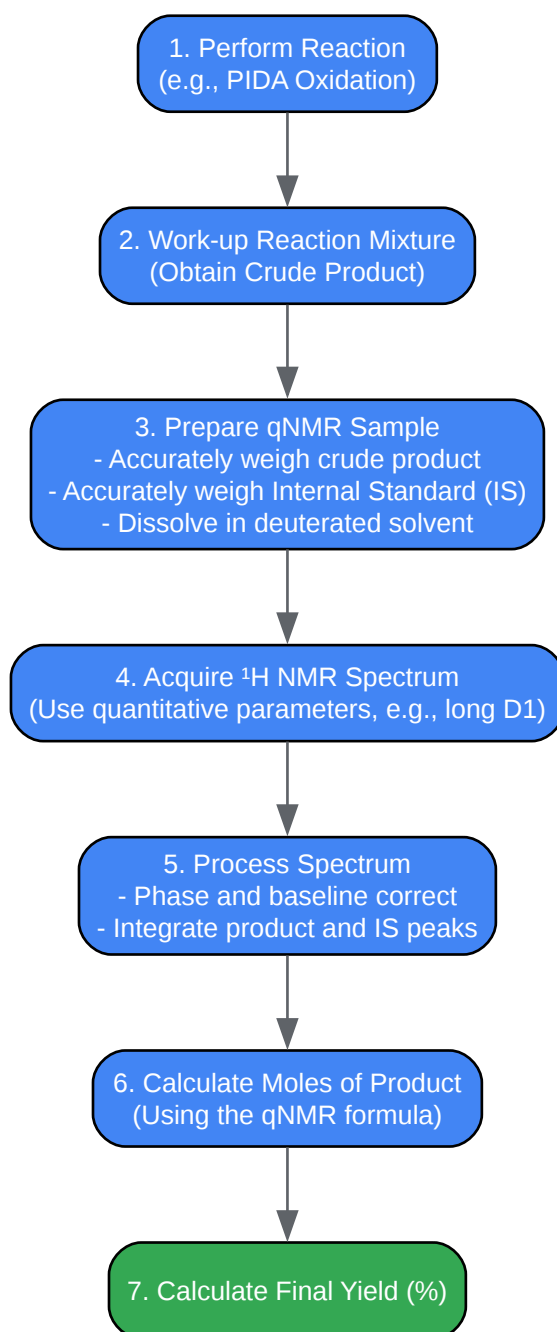 1. Perform Reaction
(e.g., PIDA Oxidation)
2. Work-up Reaction Mixture
(Obtain Crude Product)
3. Prepare qNMR Sample
- Accurately weigh crude product
- Accurately weigh Internal Standard (IS)
- Dissolve in deuterated solvent
4. Acquire ¹H NMR Spectrum
(Use quantitative parameters, e.g., long D1)
5. Process Spectrum
- Phase and baseline correct
- Integrate product and IS peaks
6. Calculate Moles of Product
(Using the qNMR formula)
7. Calculate Final Yield (%)